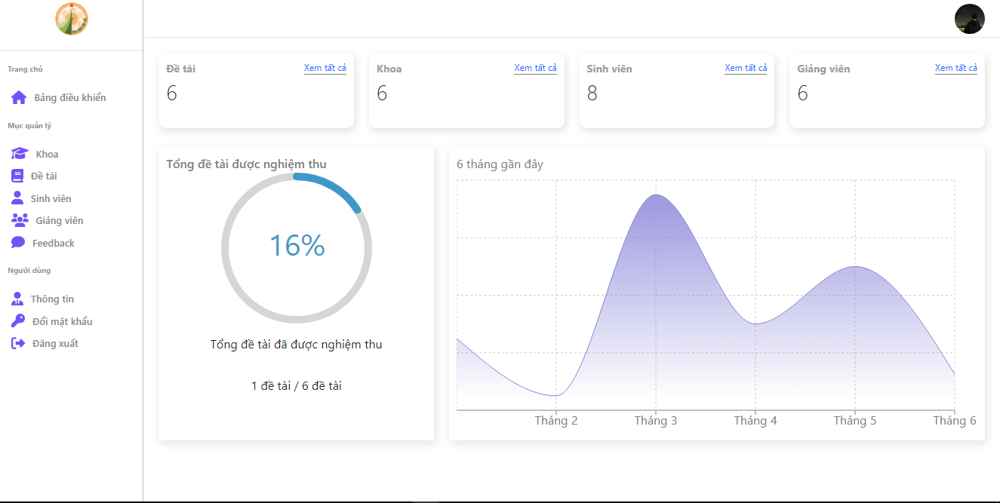 Trang chủ
Bảng điều khiển
Mục quản lý
Khoa
Đề tài
Sinh viên
Giảng viên
Feedback
Người dùng
Thông tin
Đổi mật khẩu
Đăng xuất
Đề tài Xem tất cả
6
Khoa Xem tất cả
6
Sinh viên Xem tất cả
8
Giảng viên Xem tất cả
6
Tổng đề tài được nghiệm thu
16%
Tổng đề tài đã được nghiệm thu
1 đề tài / 6 đề tài
6 tháng gần đây
Tháng 2 Tháng 3 Tháng 4 Tháng 5 Tháng 6